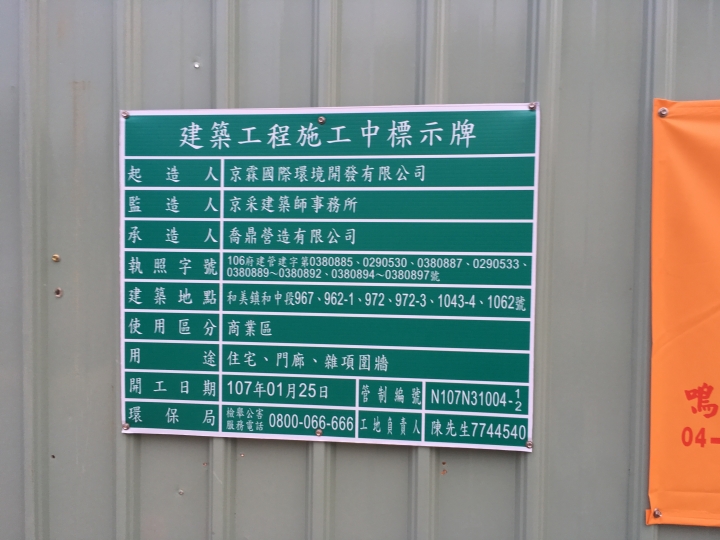 建築工程施工中標示牌
起造人 京霖國際環境開發有限公司
監造人 京采建築師事務所
承造人 喬鼎營造有限公司
執照字號 106府建管建字第0380885、0290530、0380887、0290533、
0380889~0380892、0380894~0380897號
建築地點 和美鎮和中段967、962-1、972、972-3、1043-4、1062號
使用區分 商業區
用途 住宅、門廊、雜項圍牆
開工日期 107年01月25日 管制編號 N107N31004-1/2
環保局 檢舉公害
服務電話 0800-066-666 工地負責人 陳先生7744540
鳴
04-